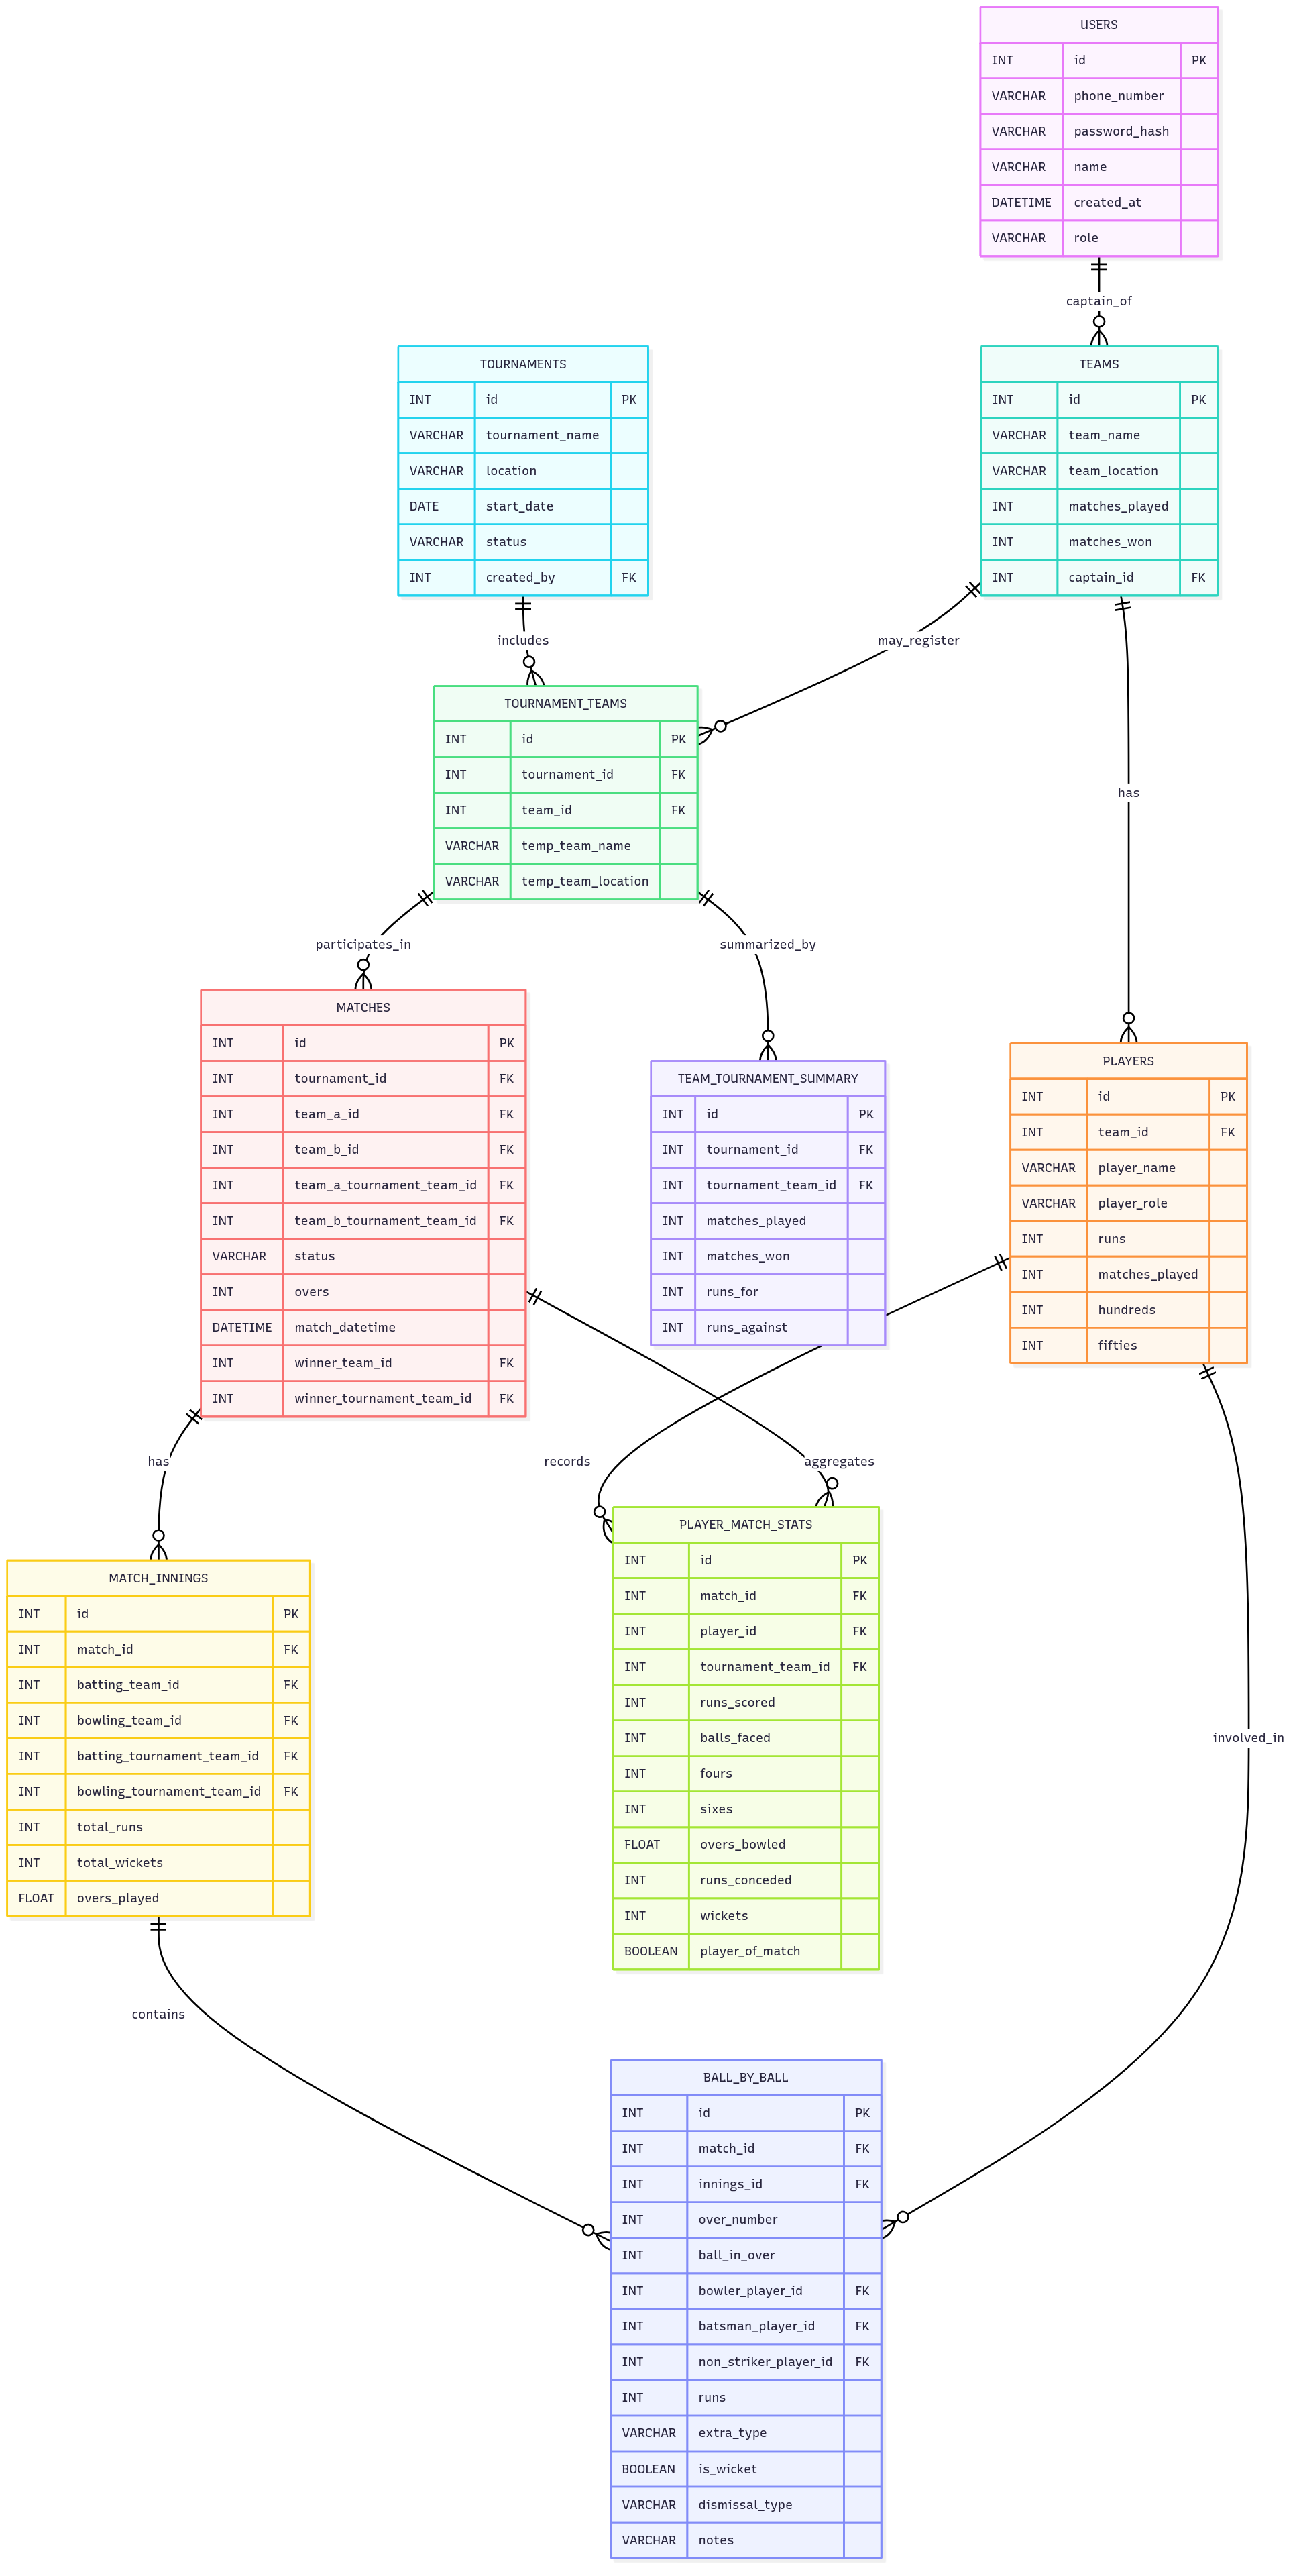 USERS
INT id PK
VARCHAR phone_number
VARCHAR password_hash
VARCHAR name
DATETIME created_at
VARCHAR role
captain_of
TOURNAMENTS
INT id PK
VARCHAR tournament_name
VARCHAR location
DATE start_date
VARCHAR status
INT created_by FK
TEAMS
INT id PK
VARCHAR team_name
VARCHAR team_location
INT matches_played
INT matches_won
INT captain_id FK
includes
may_register
TOURNAMENT_TEAMS
INT id PK
INT tournament_id FK
INT team_id FK
VARCHAR temp_team_name
VARCHAR temp_team_location
has
participates_in
summarized_by
MATCHES
INT id PK
INT tournament_id FK
INT team_a_id FK
INT team_b_id FK
INT team_a_tournament_team_id FK
INT team_b_tournament_team_id FK
VARCHAR status
INT overs
DATETIME match_datetime
INT winner_team_id FK
INT winner_tournament_team_id FK
TEAM_TOURNAMENT_SUMMARY
INT id PK
INT tournament_id FK
INT tournament_team_id FK
INT matches_played
INT matches_won
INT runs_for
INT runs_against
PLAYERS
INT id PK
INT team_id FK
VARCHAR player_name
VARCHAR player_role
INT runs
INT matches_played
INT hundreds
INT fifties
has
records
aggregates
MATCH_INNINGS
INT id PK
INT match_id FK
INT batting_team_id FK
INT bowling_team_id FK
INT batting_tournament_team_id FK
INT bowling_tournament_team_id FK
INT total_runs
INT total_wickets
FLOAT overs_played
PLAYER_MATCH_STATS
INT id PK
INT match_id FK
INT player_id FK
INT tournament_team_id FK
INT runs_scored
INT balls_faced
INT fours
INT sixes
FLOAT overs_bowled
INT runs_conceded
INT wickets
BOOLEAN player_of_match
involved_in
contains
BALL_BY_BALL
INT id PK
INT match_id FK
INT innings_id FK
INT over_number
INT ball_in_over
INT bowler_player_id FK
INT batsman_player_id FK
INT non_striker_player_id FK
INT runs
VARCHAR extra_type
BOOLEAN is_wicket
VARCHAR dismissal_type
VARCHAR notes